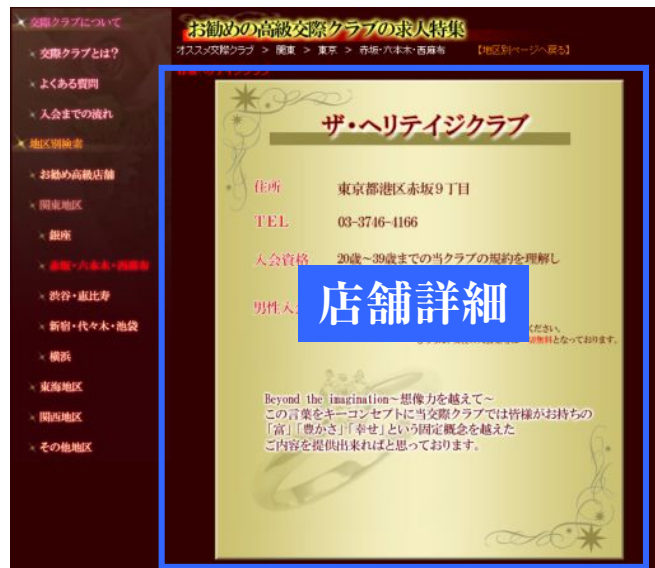 交際クラブについて
交際クラブとは?
よくある質問
入会までの流れ
地区別検索
お勧め高級店舗
関東地区
銀座
赤坂・六本木・西麻布
渋谷・恵比寿
新宿・代々木・池袋
横浜
東海地区
関西地区
その他地区
お勧めの高級交際クラブの求人特集
オススメ交際クラブ > 関東 > 東京 > 赤坂・六本木・西麻布 【地区別ページへ戻る】
ザ・ヘリテイジクラブ
住所 東京都港区赤坂9丁目
TEL 03-3746-4166
入会資格 20歳~39歳までの当クラブの規約を理解し
店舗詳細
男性入
ください。
無料となっております。
Beyond the imagination~想像力を越えて~
この言葉をキーコンセプトに当交際クラブでは皆様がお持ちの
「富」「豊かさ」「幸せ」という固定概念を越えた
ご内容を提供出来ればと思っております。